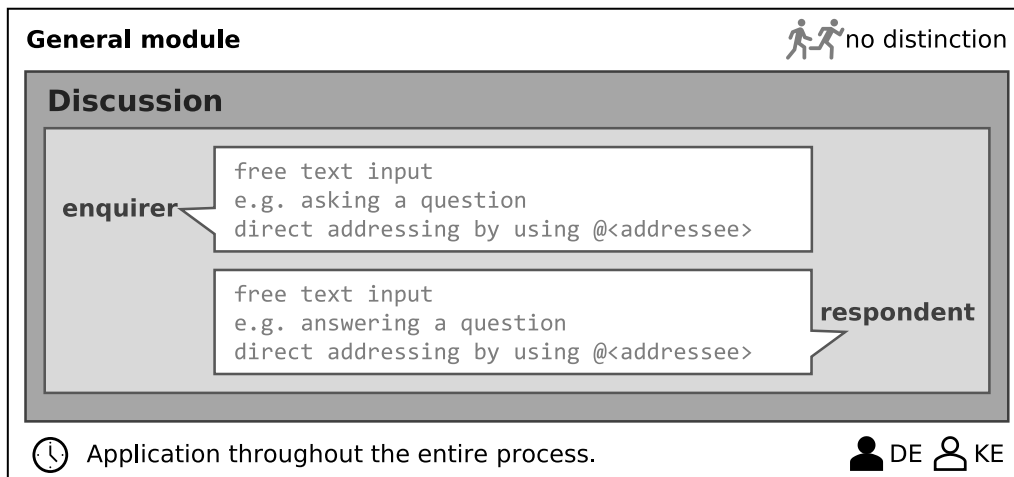 General module
no distinction
Discussion
enquirer
free text input
e.g. asking a question
direct addressing by using @<addressee>
free text input
e.g. answering a question
direct addressing by using @<addressee>
respondent
Application throughout the entire process.
DE
KE